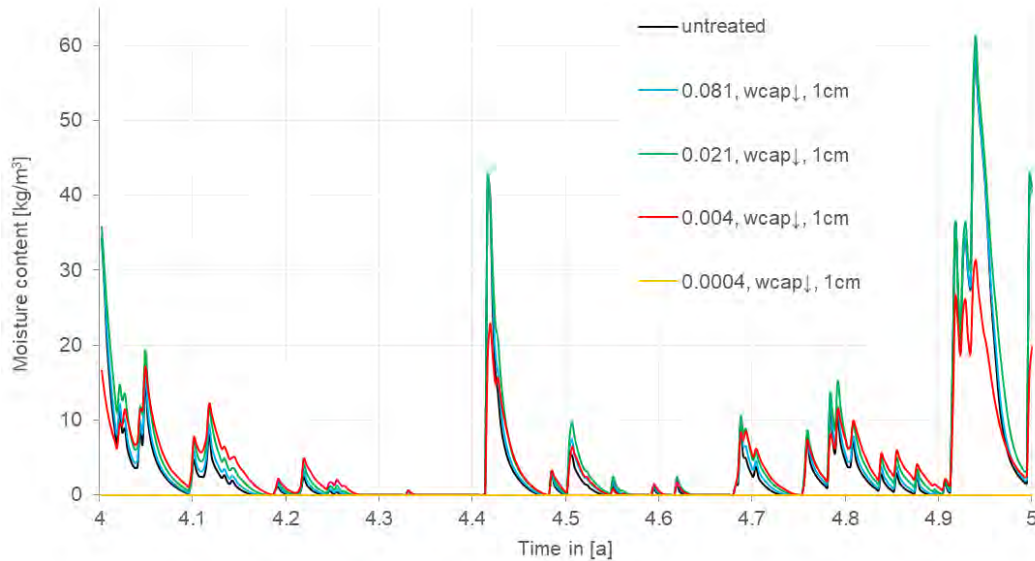 untreated
0.081, wcap↓, 1cm
0.021, wcap↓, 1cm
0.004, wcap↓, 1cm
0.0004, wcap↓, 1cm
Moisture content [kg/m³]
60
50
40
30
20
10
0
4 4.1 4.2 4.3 4.4 4.5 4.6 4.7 4.8 4.9 5
Time in [a]